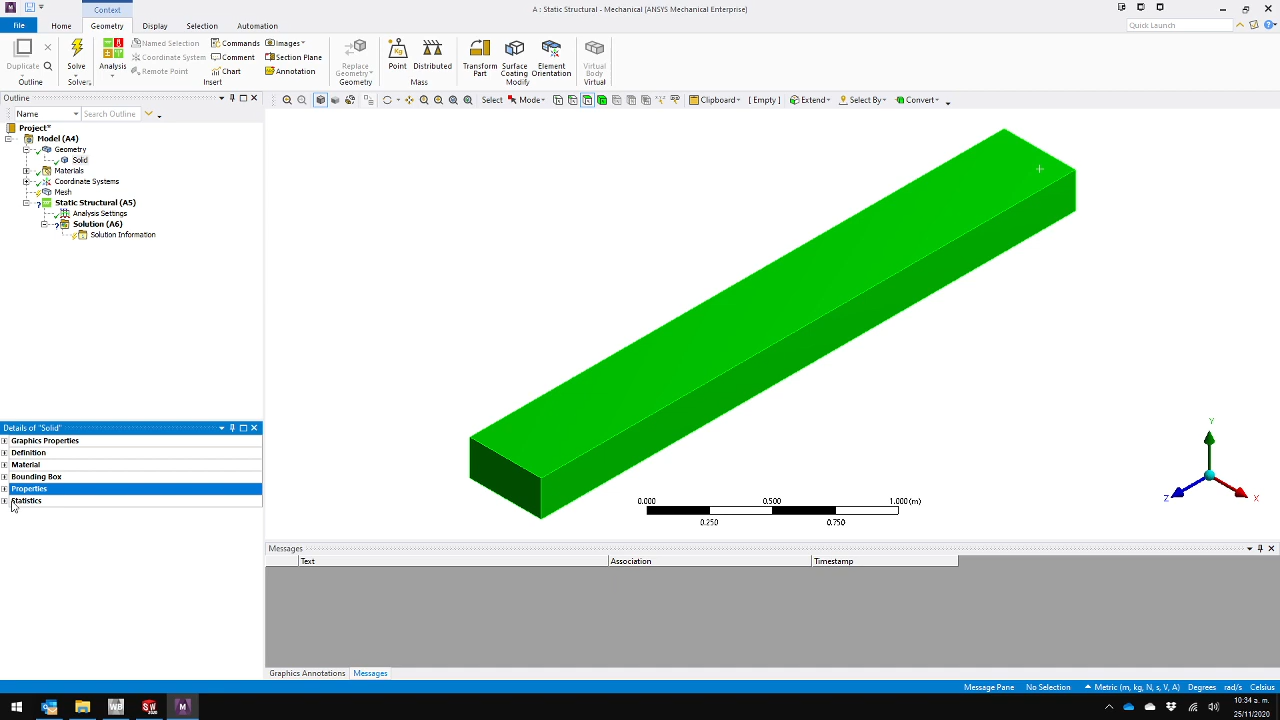 Context
A : Static Structural - Mechanical [ANSYS Mechanical Enterprise]
File Home Geometry Display Selection Automation
Quick Launch
Duplicate
Outline
Solve
Solver
Analysis
Named Selection
Coordinate System
Remote Point
Commands
Comment
Chart
Images
Section Plane
Annotation
Insert
Replace Geometry
Geometry
Point
Distributed
Mass
Transform Part
Surface Coating
Element Orientation
Modify
Virtual Body
Virtual
Outline
Name
Search Outline
Select Mode Clipboard [ Empty ] Extend Select By Convert
Project*
Model (A4)
Geometry
Solid
Materials
Coordinate Systems
Mesh
Static Structural (A5)
Analysis Settings
Solution (A6)
Solution Information
Details of "Solid"
Graphics Properties
Definition
Material
Bounding Box
Properties
Statistics
0.000 0.500 1.000 (m)
0.250 0.750
Y
Z X
Messages
Text Association Timestamp
Graphics Annotations Messages
Message Pane No Selection Metric (m, kg, N, s, V, A) Degrees rad/s Celsius
WB
SW
2020
M
10:34 a. m.
25/11/2020